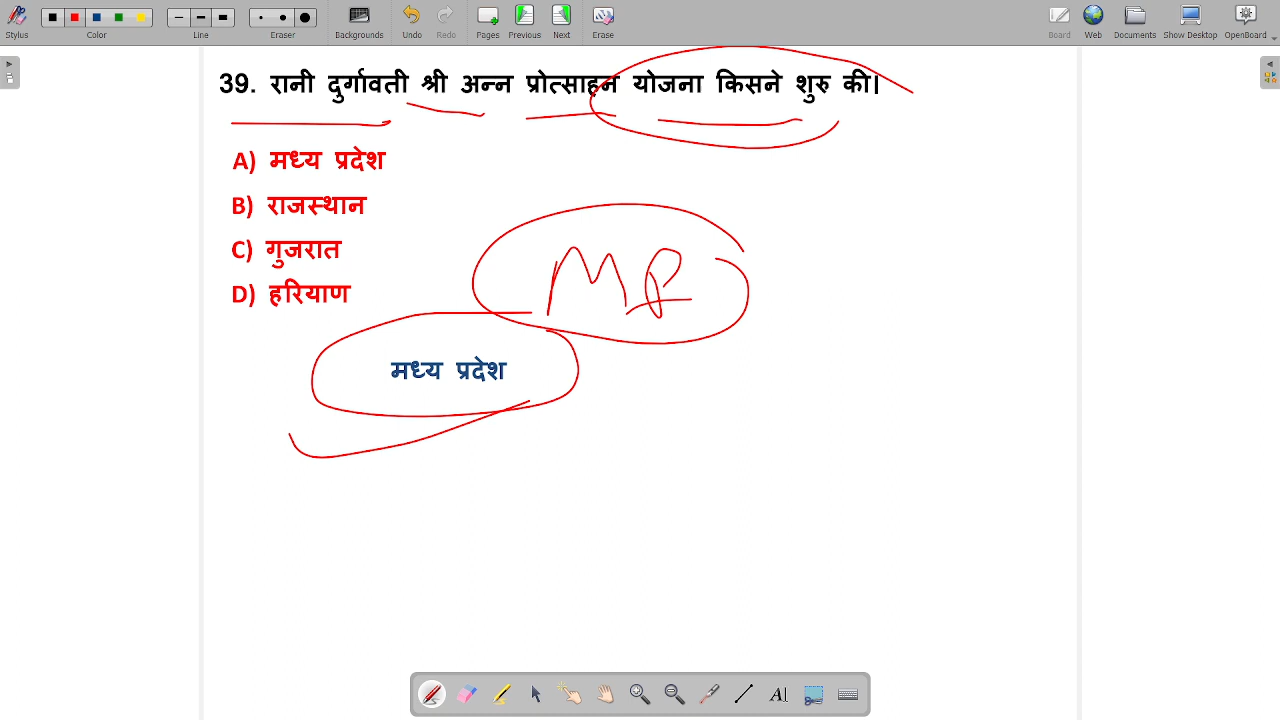 Stylus Color Line Eraser Backgrounds Undo Redo Pages Previous Next Erase Board Web Documents Show Desktop OpenBoard
39. रानी दुर्गावती श्री अन्न प्रोत्साहन योजना किसने शुरु की।
A) मध्य प्रदेश
B) राजस्थान
C) गुजरात
D) हरियाण
MP
मध्य प्रदेश